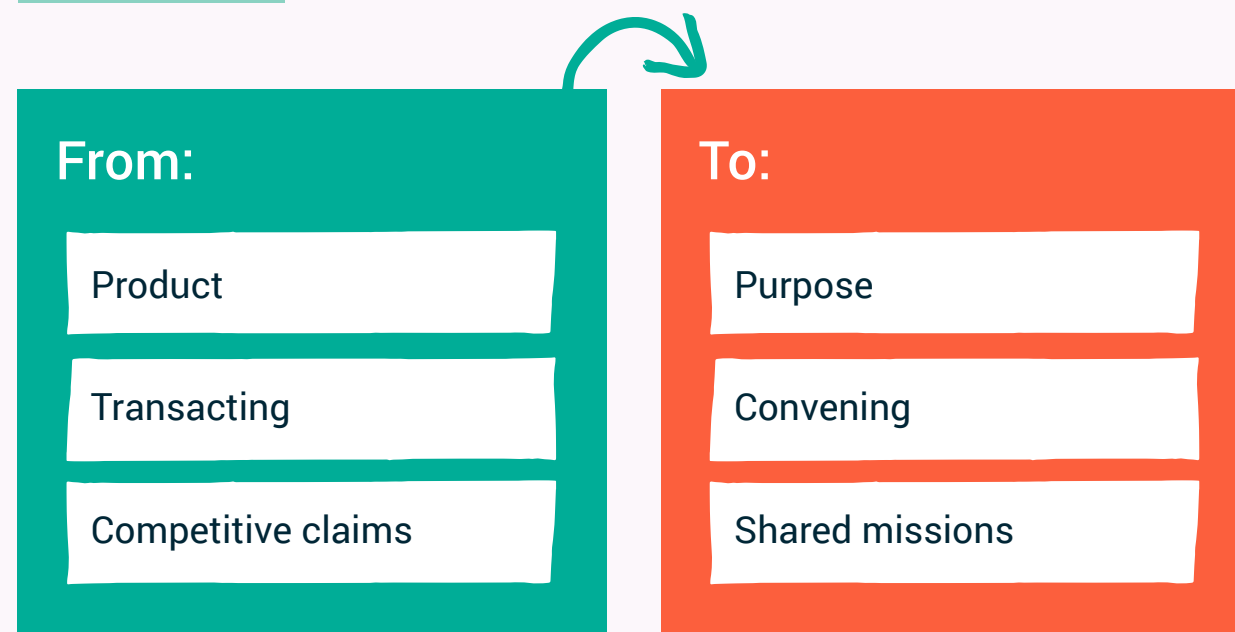 From:
Product
Transacting
Competitive claims
To:
Purpose
Convening
Shared missions